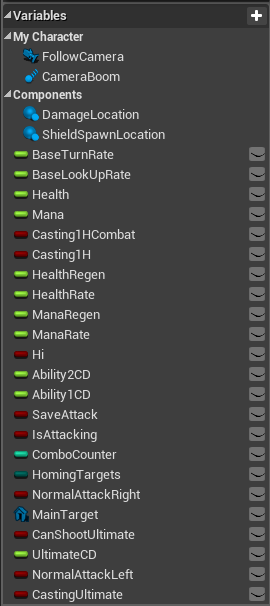 Variables
My Character
FollowCamera
CameraBoom
Components
DamageLocation
ShieldSpawnLocation
BaseTurnRate
BaseLookUpRate
Health
Mana
Casting1HCombat
Casting1H
HealthRegen
HealthRate
ManaRegen
ManaRate
Hi
Ability2CD
Ability1CD
SaveAttack
IsAttacking
ComboCounter
HomingTargets
NormalAttackRight
MainTarget
CanShootUltimate
UltimateCD
NormalAttackLeft
CastingUltimate